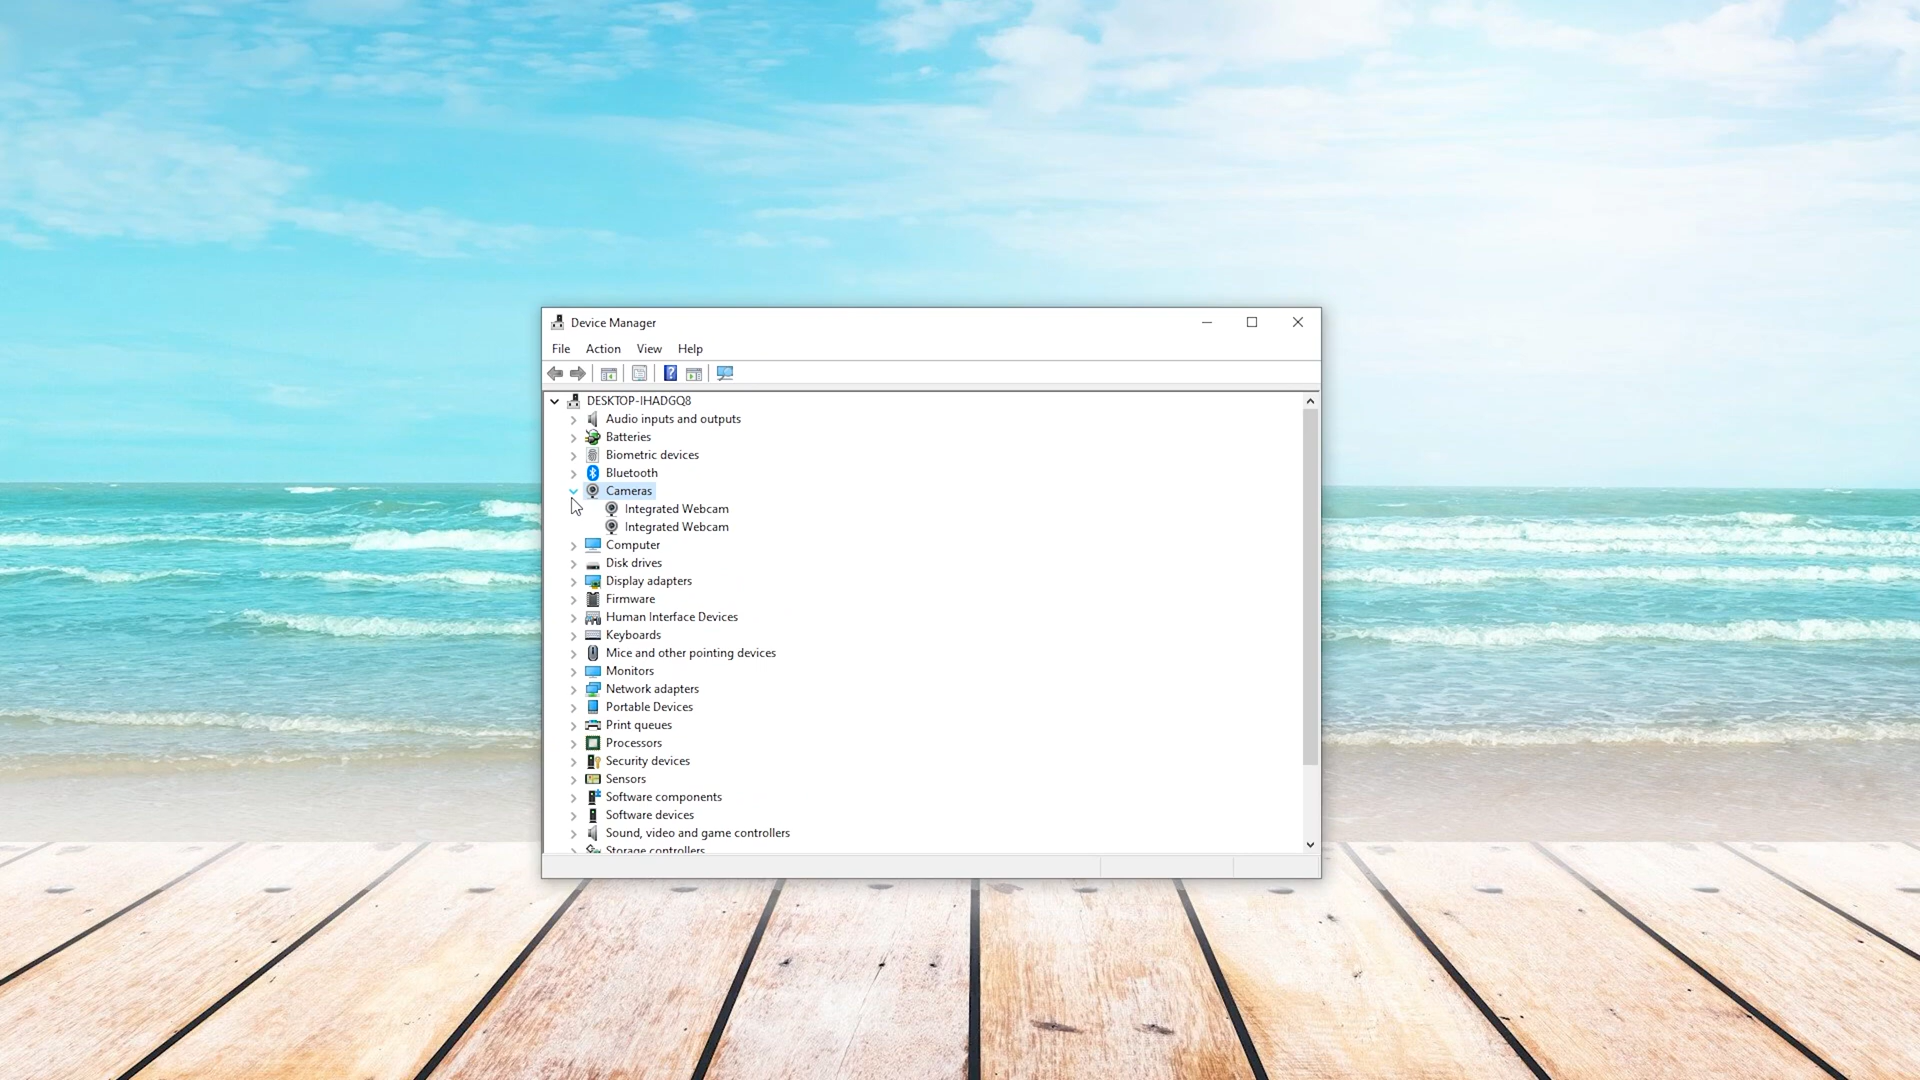 Device Manager
File Action View Help
?
DESKTOP-IHADGQ8
Audio inputs and outputs
Batteries
Biometric devices
Bluetooth
Cameras
Integrated Webcam
Integrated Webcam
Computer
Disk drives
Display adapters
Firmware
Human Interface Devices
Keyboards
Mice and other pointing devices
Monitors
Network adapters
Portable Devices
Print queues
Processors
Security devices
Sensors
Software components
Software devices
Sound, video and game controllers
Storage controllers